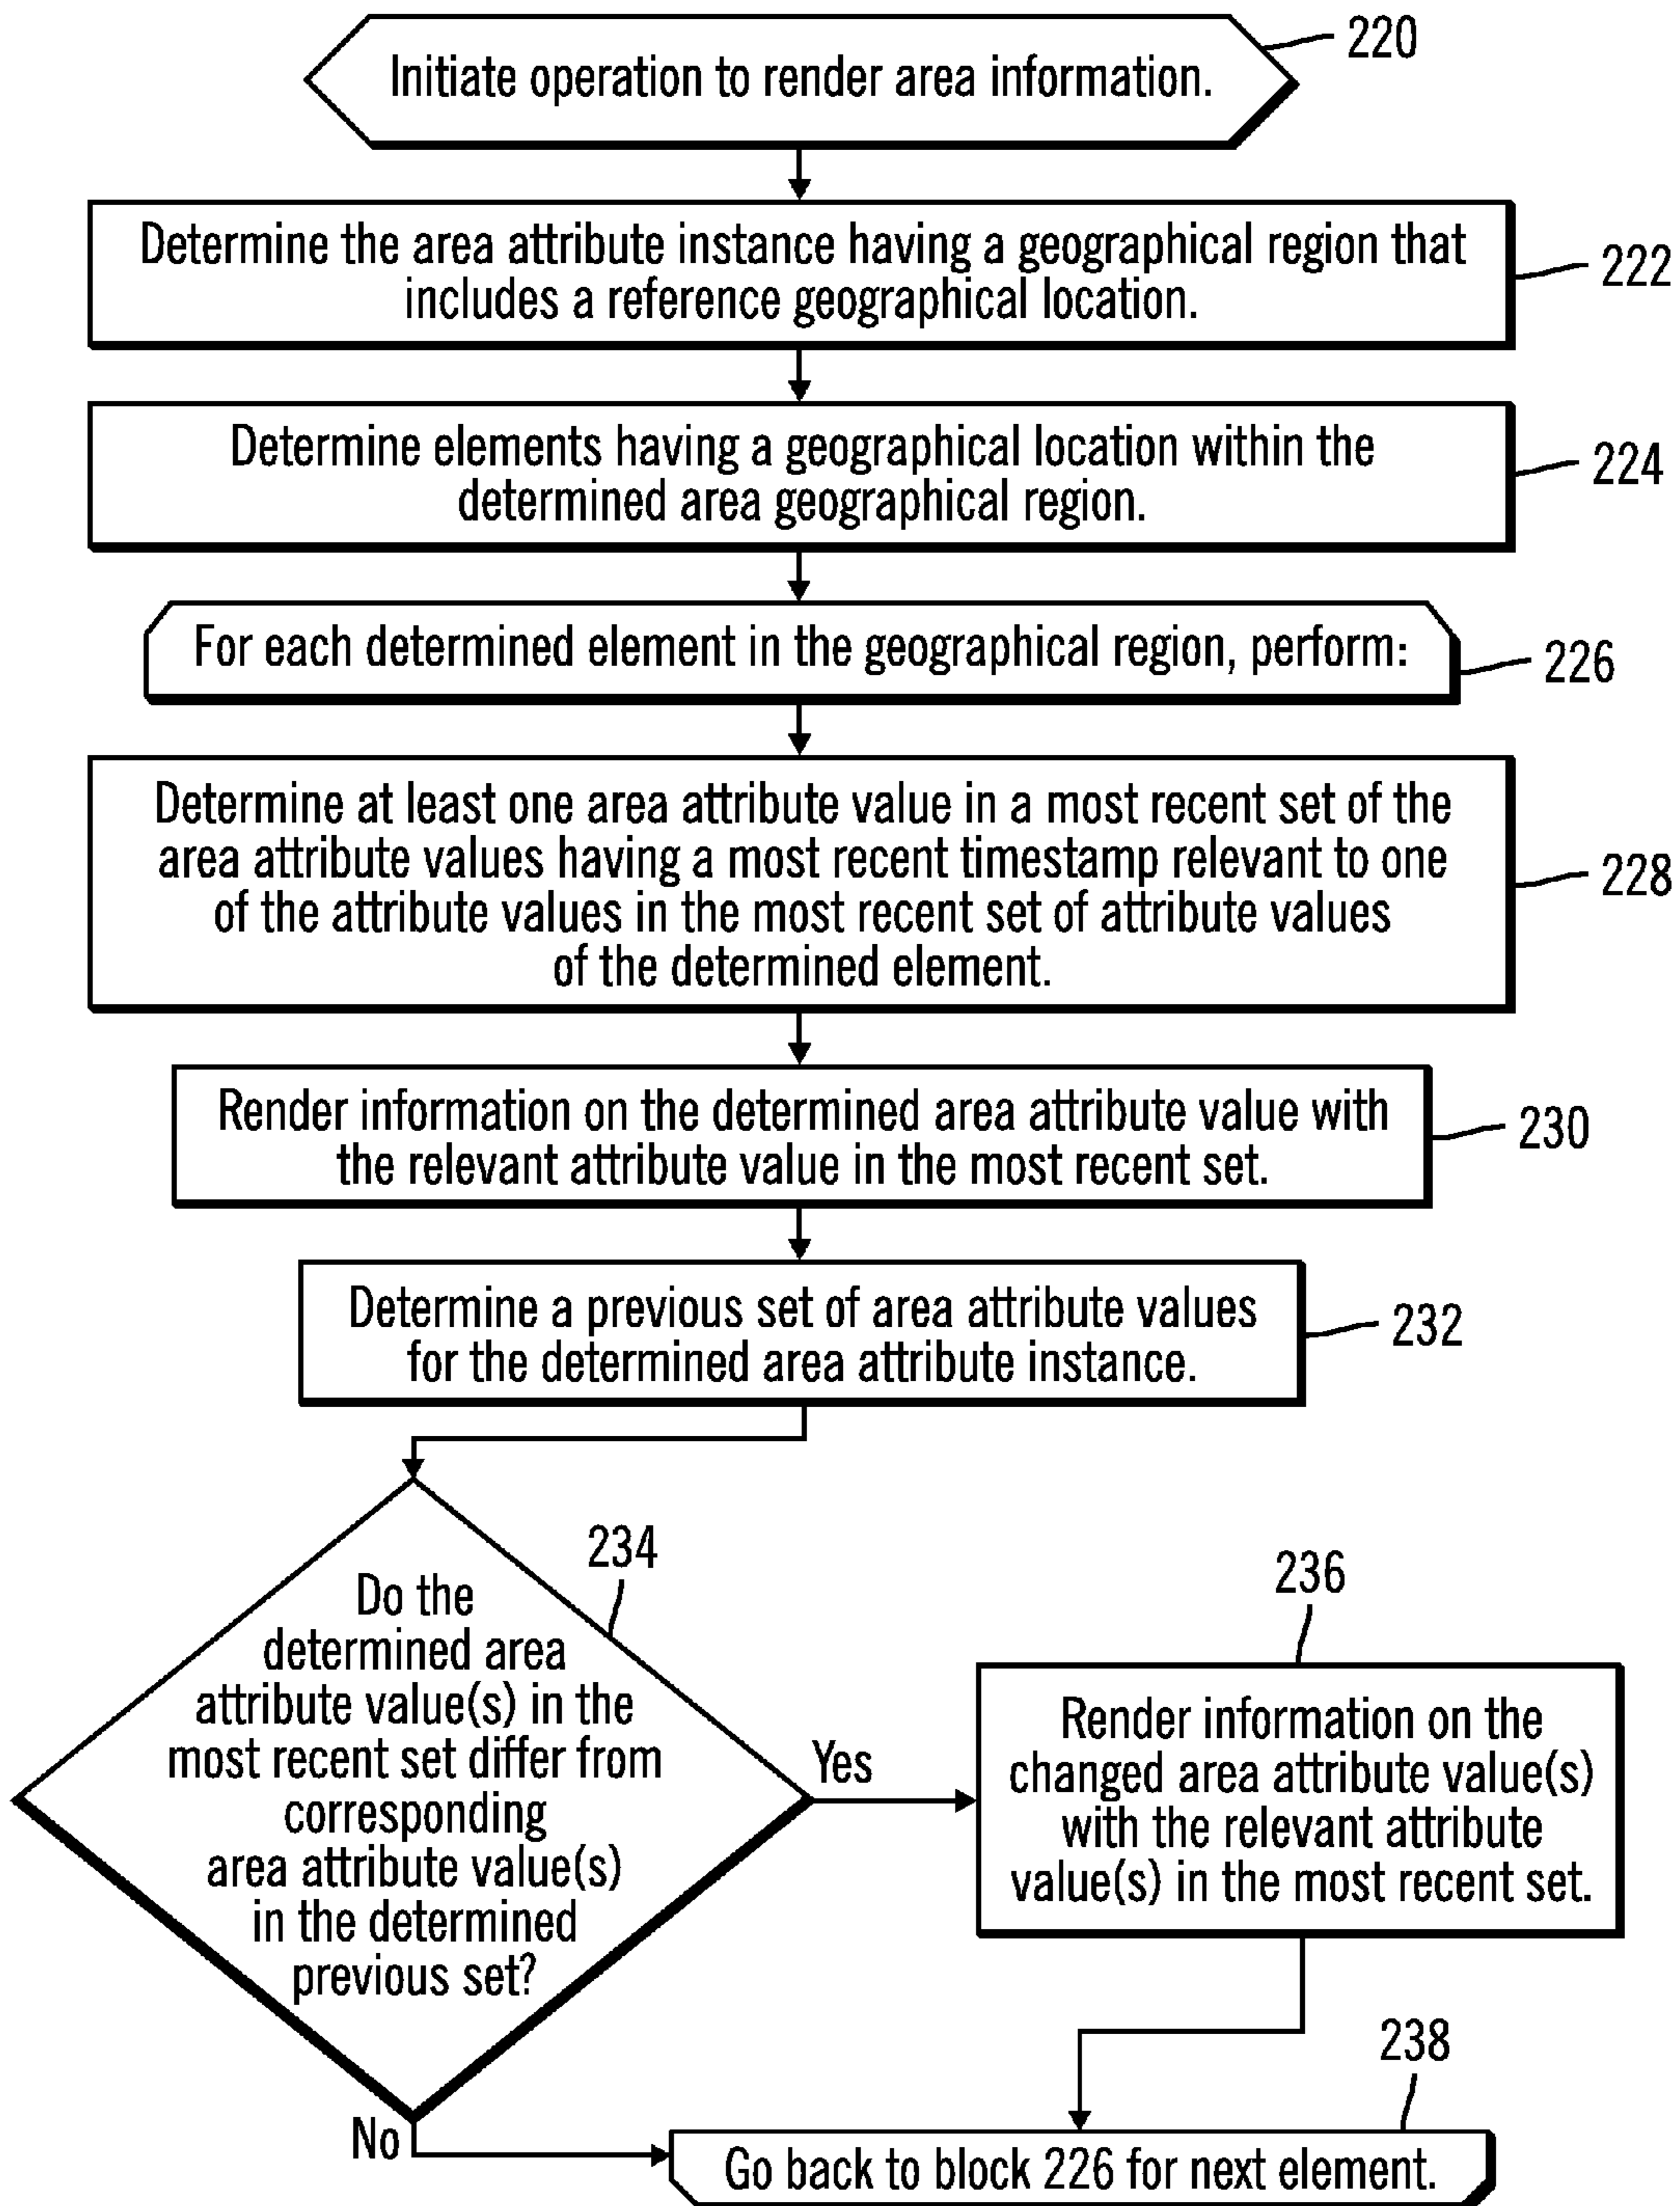 220
Initiate operation to render area information.
Determine the area attribute instance having a geographical region that
includes a reference geographical location.
222
Determine elements having a geographical location within the
determined area geographical region.
224
For each determined element in the geographical region, perform:
226
Determine at least one area attribute value in a most recent set of the
area attribute values having a most recent timestamp relevant to one
of the attribute values in the most recent set of attribute values
of the determined element.
228
Render information on the determined area attribute value with
the relevant attribute value in the most recent set.
230
Determine a previous set of area attribute values
for the determined area attribute instance.
232
234
Do the
determined area
attribute value(s) in the
most recent set differ from
corresponding
area attribute value(s)
in the determined
previous set?
Yes
236
Render information on the
changed area attribute value(s)
with the relevant attribute
value(s) in the most recent set.
No
238
Go back to block 226 for next element.